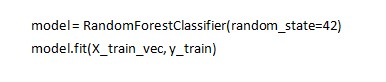 model = RandomForestClassifier(random_state=42)
model.fit(X_train_vec, y_train)